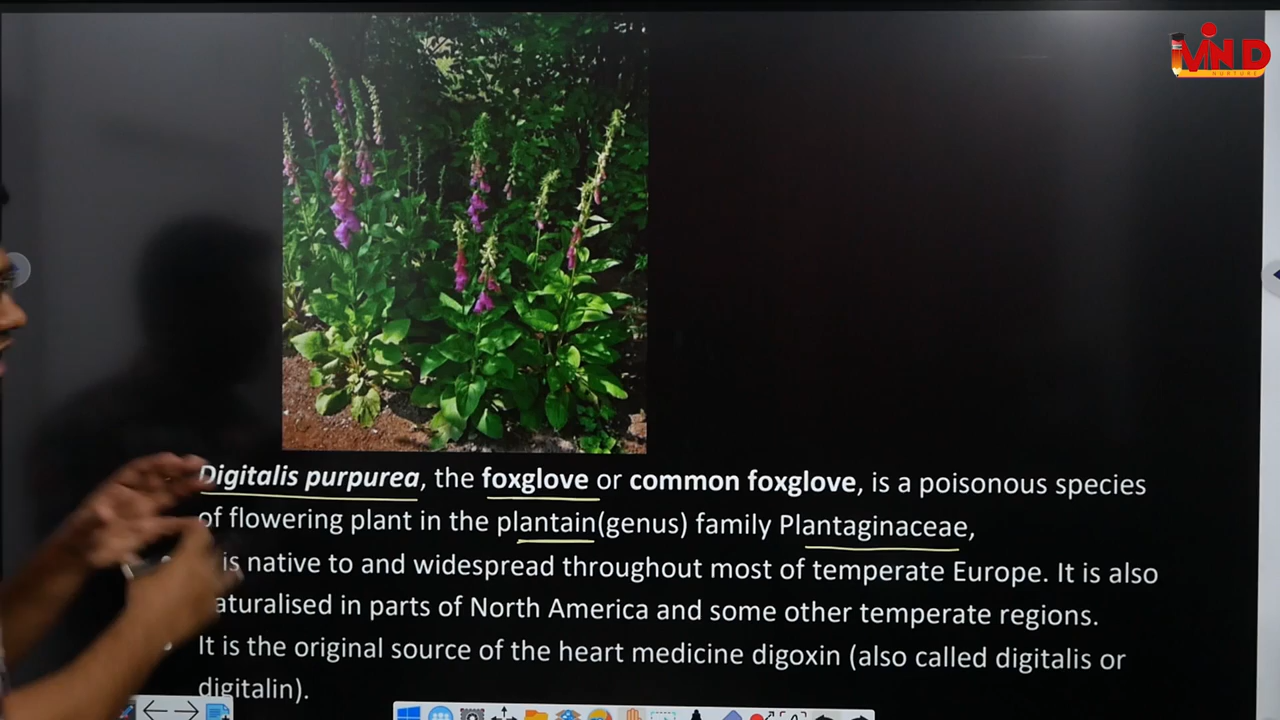 MIND
NURTURE
Digitalis purpurea, the foxglove or common foxglove, is a poisonous species
of flowering plant in the plantain(genus) family Plantaginaceae,
is native to and widespread throughout most of temperate Europe. It is also
aturalised in parts of North America and some other temperate regions.
It is the original source of the heart medicine digoxin (also called digitalis or
digitalin).